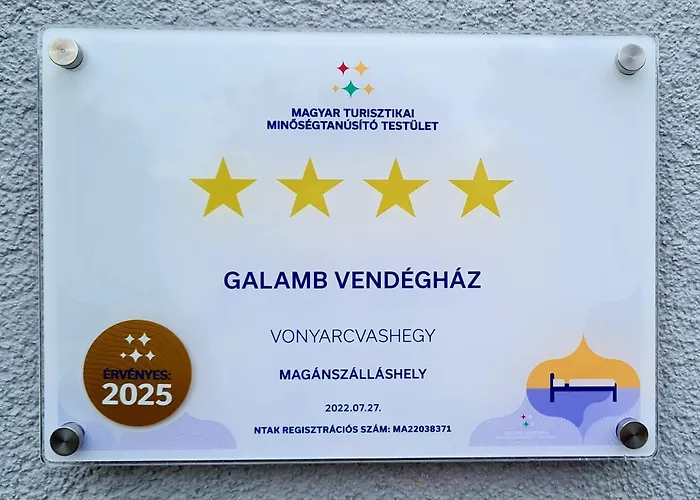 MAGYAR TURISZTIKAI
MINŐSÉGTANÚSÍTÓ TESTÜLET
GALAMB VENDÉGHÁZ
VONYARCVASHEGY
MAGÁNSZÁLLÁSHELY
2022.07.27.
NTAK REGISZTRÁCIÓS SZÁM: MA22038371
ÉRVÉNYES:
2025